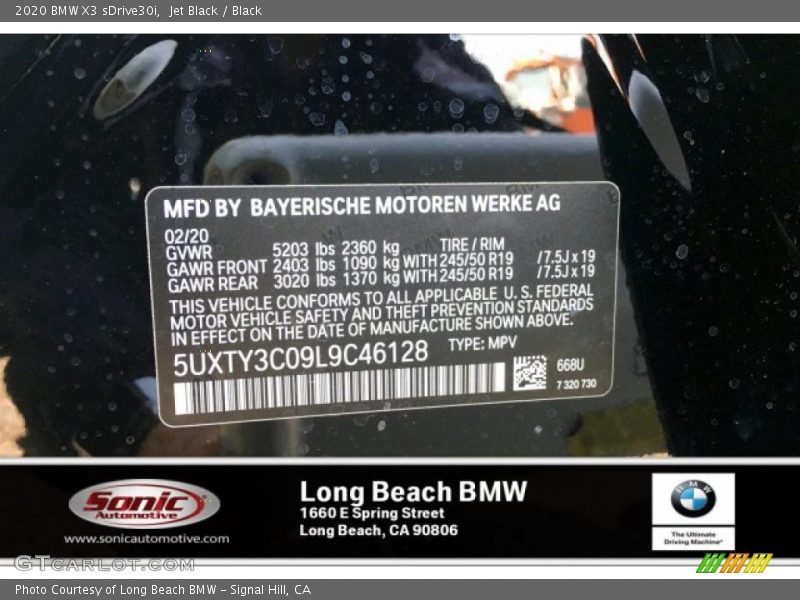 2020 BMW X3 sDrive30i, Jet Black / Black
MFD BY BAYERISCHE MOTOREN WERKE AG
02/20
GVWR 5203 lbs 2360 kg TIRE / RIM
GAWR FRONT 2403 lbs 1090 kg WITH 245/50 R19 /7.5J x 19
GAWR REAR 3020 lbs 1370 kg WITH 245/50 R19 /7.5J x 19
THIS VEHICLE CONFORMS TO ALL APPLICABLE U. S. FEDERAL
MOTOR VEHICLE SAFETY AND THEFT PREVENTION STANDARDS
IN EFFECT ON THE DATE OF MANUFACTURE SHOWN ABOVE.
5UXTY3C09L9C46128 TYPE: MPV
668U
7 320 730
Sonic
Automotive
www.sonicautomotive.com
Long Beach BMW
1660 E Spring Street
Long Beach, CA 90806
BMW
The Ultimate
Driving Machine®
GTCARLOT.COM
Photo Courtesy of Long Beach BMW - Signal Hill, CA